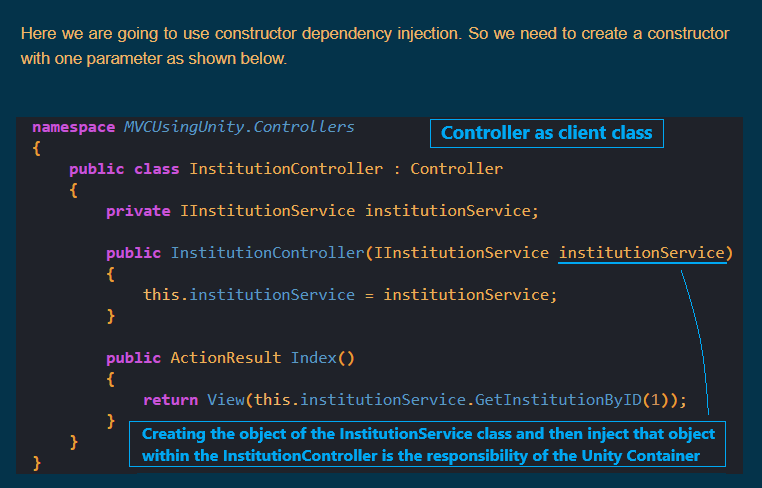 Here we are going to use constructor dependency injection. So we need to create a constructor
with one parameter as shown below.
namespace MVCUsingUnity.Controllers
Controller as client class
{
public class InstitutionController : Controller
{
private IInstitutionService institutionService;
public InstitutionController(IInstitutionService institutionService)
{
this.institutionService = institutionService;
}
public ActionResult Index()
{
return View(this.institutionService.GetInstitutionByID(1));
}
Creating the object of the InstitutionService class and then inject that object
within the InstitutionController is the responsibility of the Unity Container
}
}